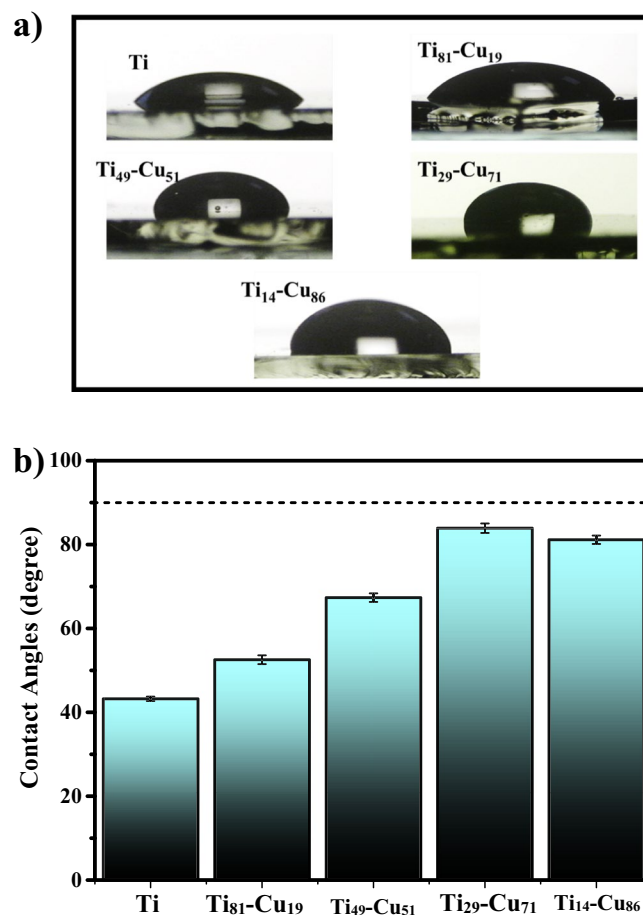 a)
Ti
Ti₈₁-Cu₁₉
Ti₄₉-Cu₅₁
Ti₂₉-Cu₇₁
Ti₁₄-Cu₈₆
b)
Contact Angles (degree)
100
80
60
40
20
0
Ti
Ti₈₁-Cu₁₉
Ti₄₉-Cu₅₁
Ti₂₉-Cu₇₁
Ti₁₄-Cu₈₆